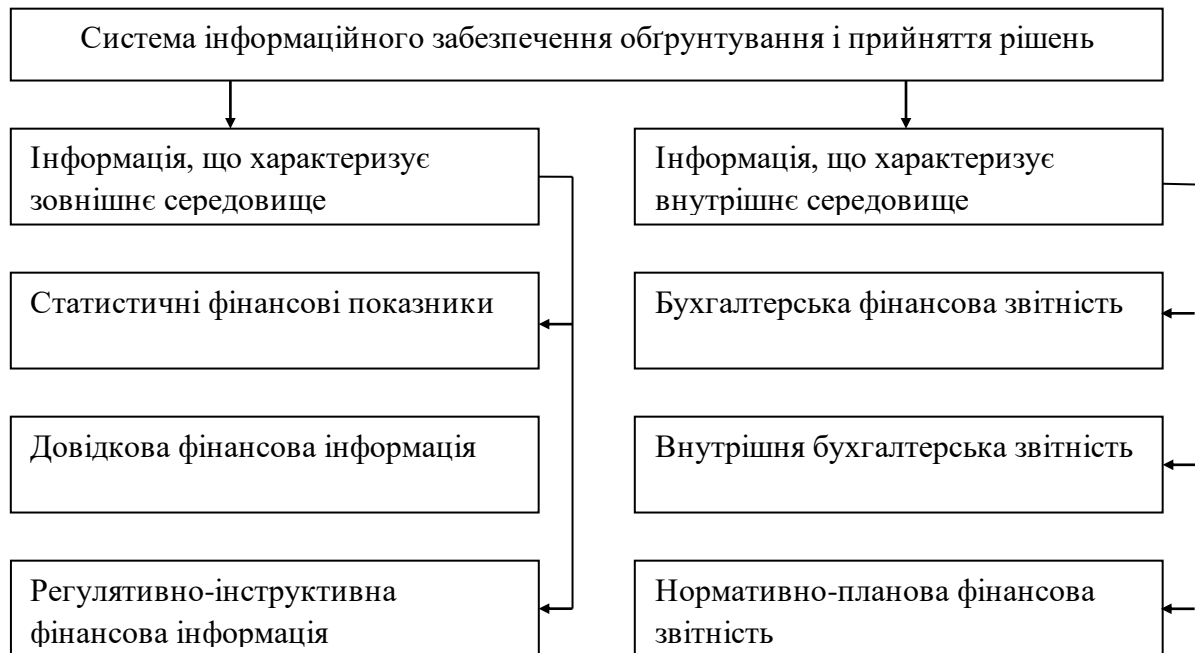 Система інформаційного забезпечення обґрунтування і прийняття рішень
Інформація, що характеризує
зовнішнє середовище
Інформація, що характеризує
внутрішнє середовище
Статистичні фінансові показники
Бухгалтерська фінансова звітність
Довідкова фінансова інформація
Внутрішня бухгалтерська звітність
Регулятивно-інструктивна
фінансова інформація
Нормативно-планова фінансова
звітність